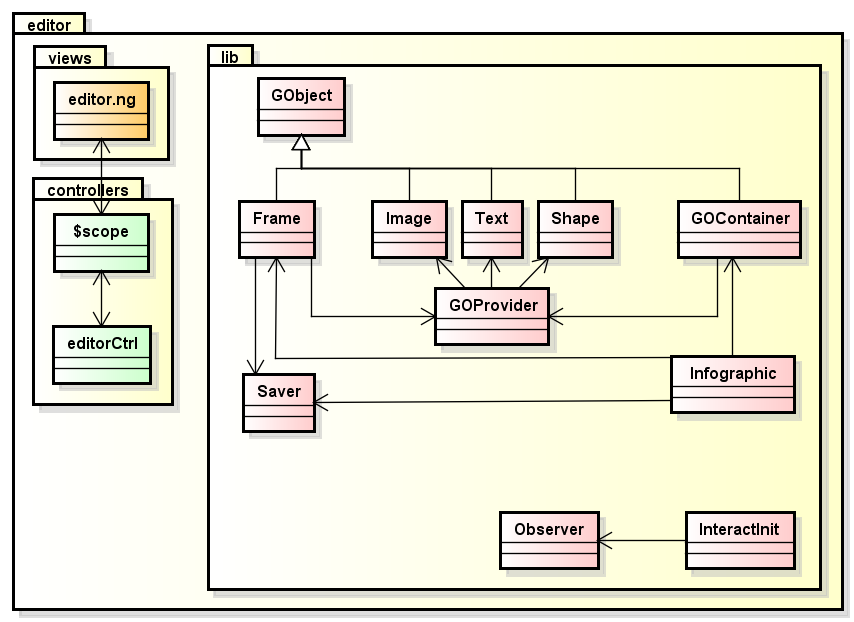 editor
views
editor.ng
controllers
$scope
editorCtrl
lib
GObject
Frame
Image
Text
Shape
GOContainer
GOProvider
Infographic
Saver
Observer
InteractInit